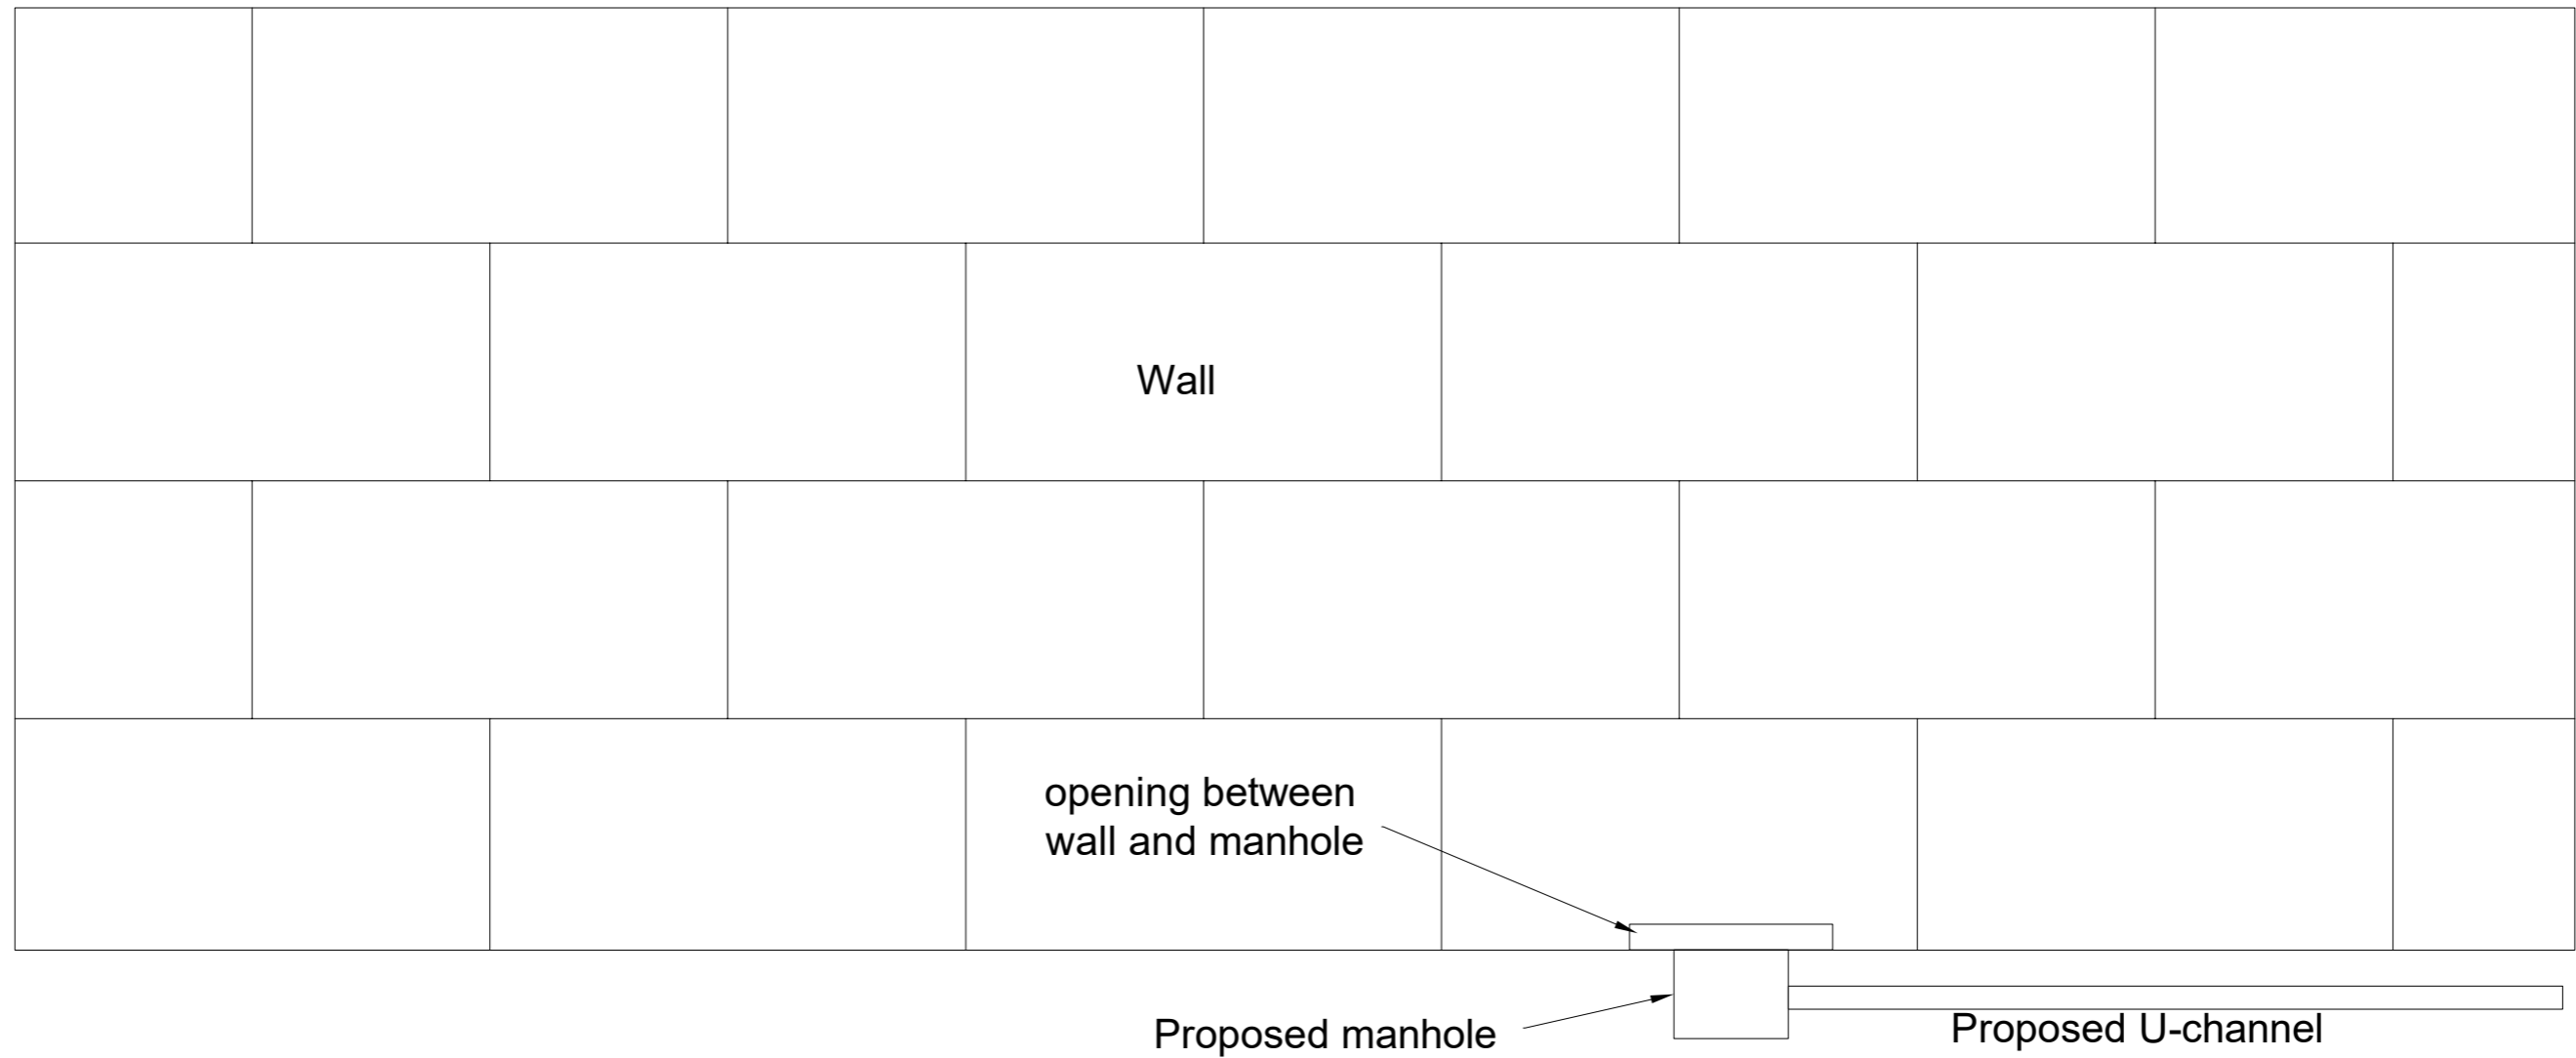 Wall
opening between
wall and manhole
Proposed manhole
Proposed U-channel